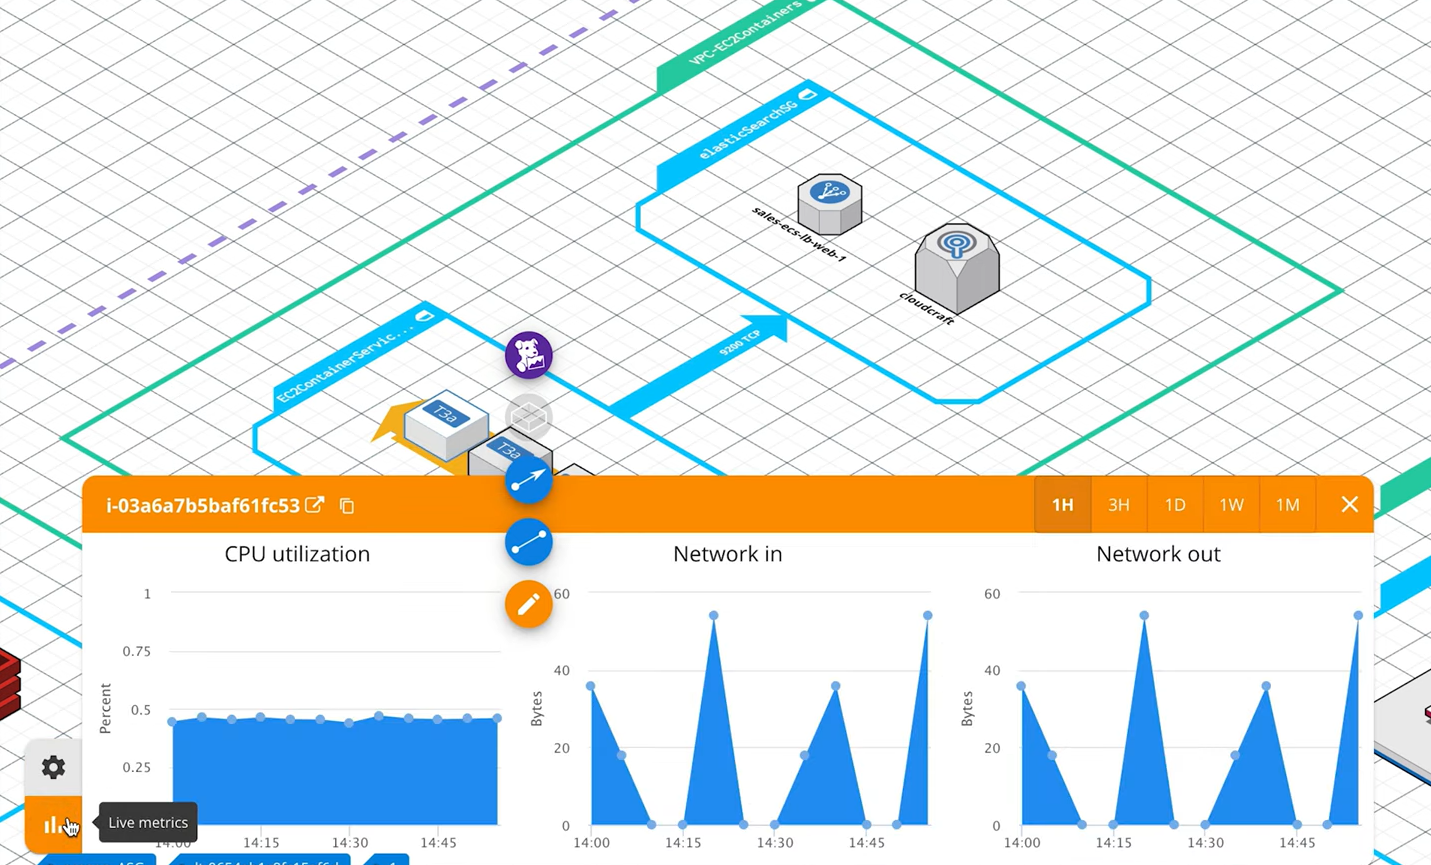 VPC-EC2Containers
elasticSearchSG
sales-ecs-lb-web-1
cloudcraft
9200 TCP
EC2ContainerServic...
T3a
T3a
i-03a6a7b5baf61fc53
1H
3H
1D
1W
1M
CPU utilization
Network in
Network out
1
0.75
0.5
0.25
Percent
14:00
14:15
14:30
14:45
60
40
20
0
Bytes
14:00
14:15
14:30
14:45
60
40
20
0
Bytes
14:00
14:15
14:30
14:45
Live metrics